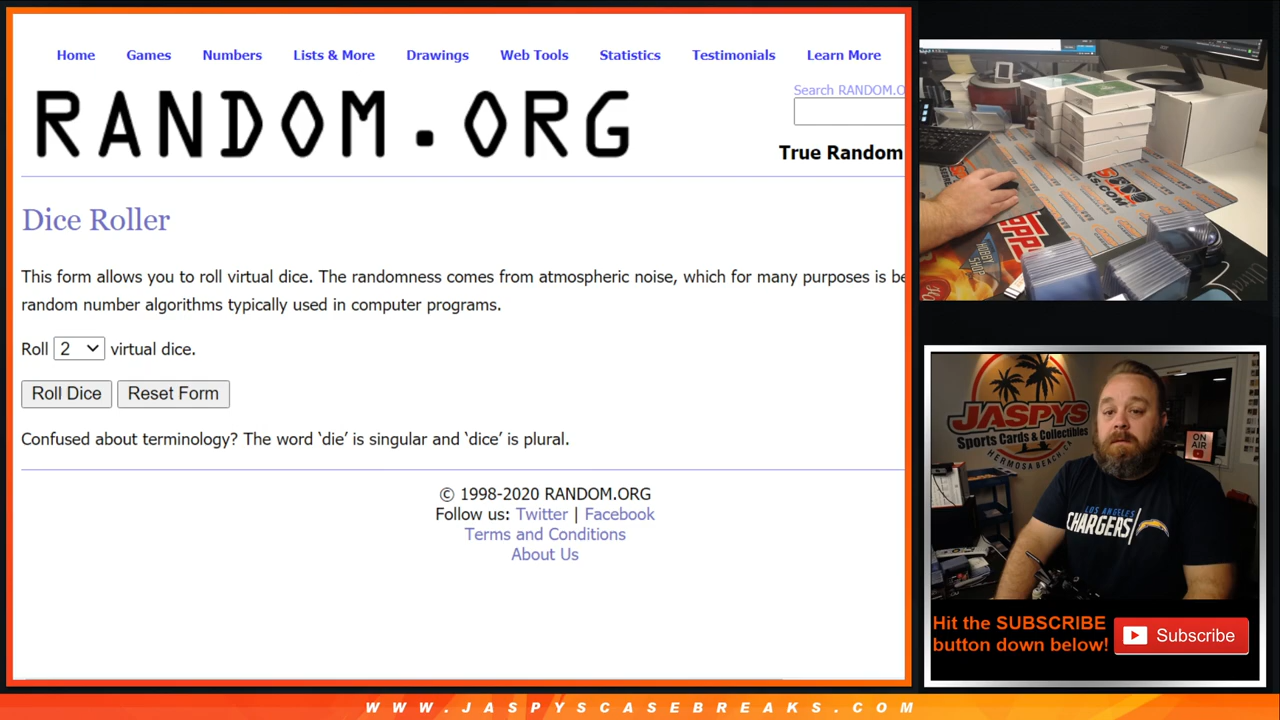 Home Games Numbers Lists & More Drawings Web Tools Statistics Testimonials Learn More
RANDOM.ORG
Search RANDOM.O
True Random
Dice Roller
This form allows you to roll virtual dice. The randomness comes from atmospheric noise, which for many purposes is be
random number algorithms typically used in computer programs.
Roll 2 virtual dice.
Roll Dice Reset Form
Confused about terminology? The word ‘die’ is singular and ‘dice’ is plural.
© 1998-2020 RANDOM.ORG
Follow us: Twitter | Facebook
Terms and Conditions
About Us
HOBBY
SHOP
JASPYS
Sports Cards & Collectibles
HERMOSA BEACH, CA
ON
AIR
LOS ANGELES
CHARGERS
Hit the SUBSCRIBE
button down below!
Subscribe
WWW.JASPYSCASEBREAKS.COM